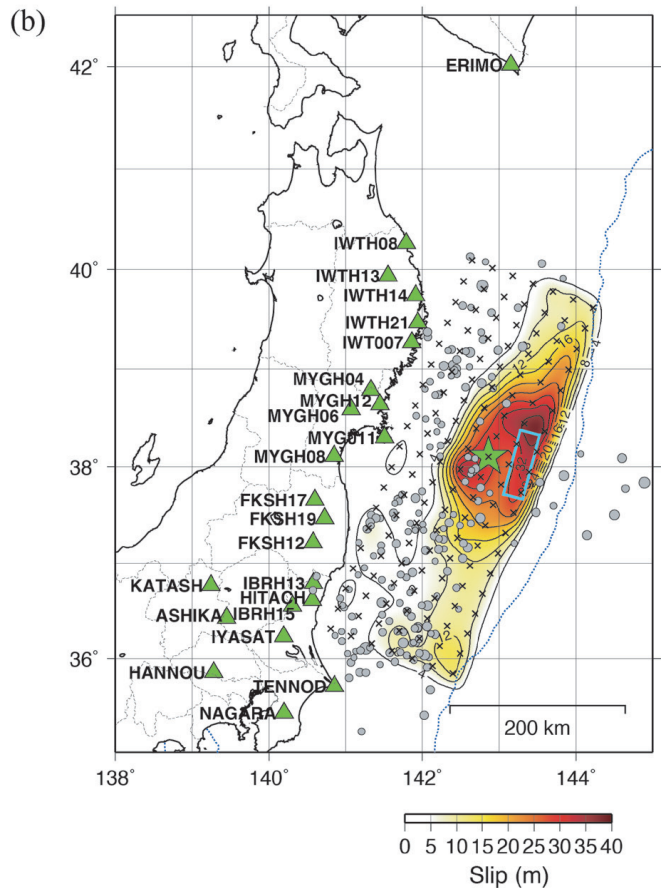 (b)
42°
ERIMO
IWTH08
40°
IWTH13
IWTH14
IWTH21
IWT007
MYGH04
MYGH12
MYGH06
MYG011
38°
MYGH08
FKSH17
FKSH19
FKSH12
KATASH
IBRH13
HITACH
ASHIKA
IBRH15
IYASAT
36°
HANNOU
TENNOD
NAGARA
200 km
138°
140°
142°
144°
0 5 10 15 20 25 30 35 40
Slip (m)